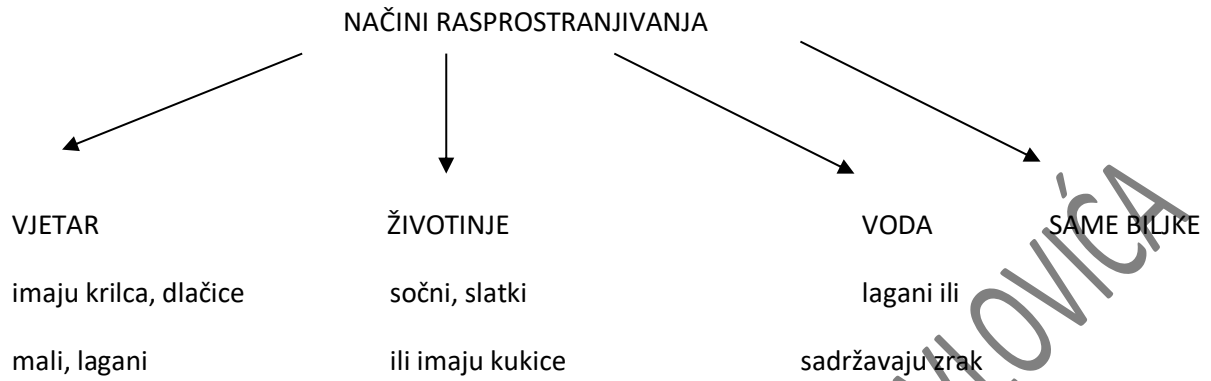 NAČINI RASPROSTRANJIVANJA
VJETAR ŽIVOTINJE VODA SAME BILJKE
imaju krilca, dlačice sočni, slatki lagani ili
mali, lagani ili imaju kukice sadržavaju zrak